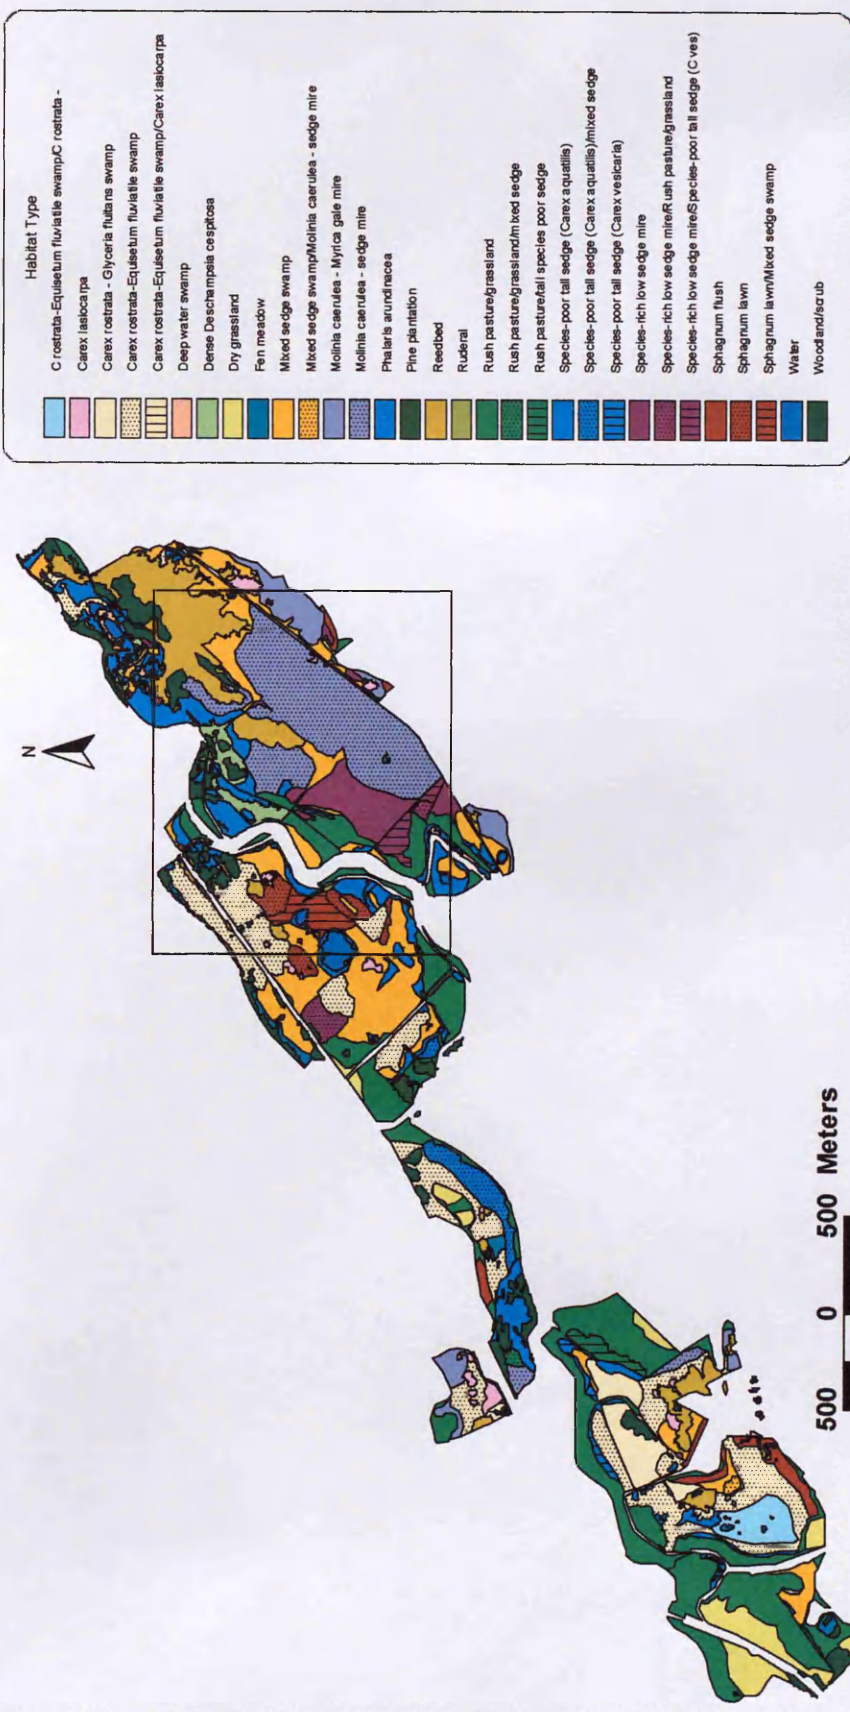 Habitat Type
C rostrata-Equisetum fluviatile swamp/C rostrata -
Carex lasiocarpa
Carex rostrata - Glyceria fluitans swamp
Carex rostrata-Equisetum fluviatile swamp
Carex rostrata-Equisetum fluviatile swamp/Carex lasiocarpa
Deep water swamp
Dense Deschampsia cespitosa
Dry grassland
Fen meadow
Mixed sedge swamp
Mixed sedge swamp/Molinia caerulea - sedge mire
Molinia caerulea - Myrica gale mire
Molinia caerulea - sedge mire
Phalaris arundinacea
Pine plantation
Reedbed
Ruderal
Rush pasture/grassland
Rush pasture/grassland/mixed sedge
Rush pasture/tall species poor sedge
Species-poor tall sedge (Carex aquatilis)
Species-poor tall sedge (Carex aquatilis)/mixed sedge
Species-poor tall sedge (Carex vesicaria)
Species-rich low sedge mire
Species-rich low sedge mire/Rush pasture/grassland
Species-rich low sedge mire/Species-poor tall sedge (C ves)
Sphagnum flush
Sphagnum lawn
Sphagnum lawn/Mixed sedge swamp
Water
Woodland/scrub
N
500 0 500 Meters